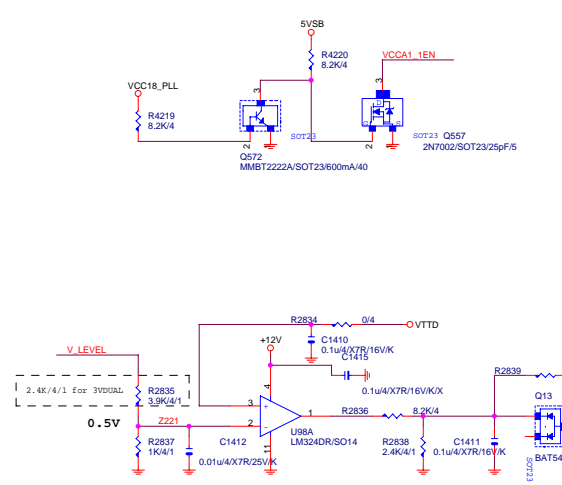 5VSB
R4220
8.2K/4
VCCA1_1EN
3
3
VCC18_PLL
R4219
8.2K/4
D
G
S
SOT23
SOT23
Q557
2N7002/SOT23/25pF/5
2
2
1
1
Q572
MMBT2222A/SOT23/600mA/40
R2834
0/4
VTTD
+12V
C1410
0.1u/4/X7R/16V/K
C1415
0.1u/4/X7R/16V/K/X
V_LEVEL
R2839
2.4K/4/1 for 3VDUAL
R2835
3.9K/4/1
4
3
+
1
R2836
8.2K/4
Q13
0.5V
Z221
2
-
U98A
LM324DR/SO14
11
R2837
1K/4/1
C1412
0.01u/4/X7R/25V/K
R2838
2.4K/4/1
C1411
0.1u/4/X7R/16V/K
BAT54
SOT23